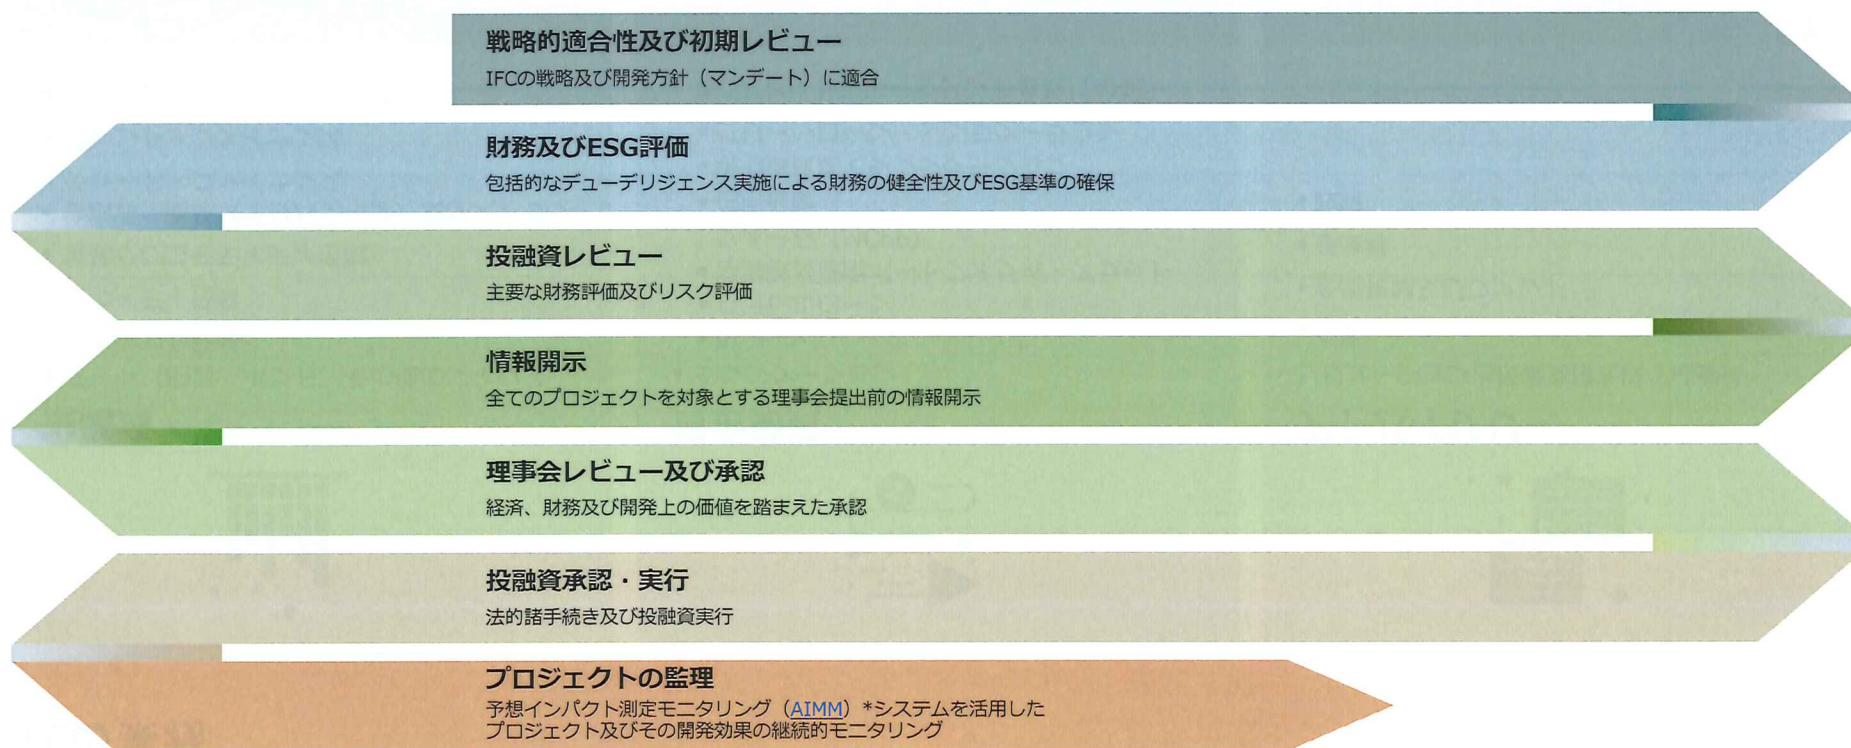 戦略的適合性及び初期レビュー
IFCの戦略及び開発方針（マンデート）に適合
財務及びESG評価
包括的なデューデリジェンス実施による財務の健全性及びESG基準の確保
投融資レビュー
主要な財務評価及びリスク評価
情報開示
全てのプロジェクトを対象とする理事会提出前の情報開示
理事会レビュー及び承認
経済、財務及び開発上の価値を踏まえた承認
投融資承認・実行
法的諸手続き及び投融資実行
プロジェクトの監理
予想インパクト測定モニタリング（AIMM）*システムを活用した
プロジェクト及びその開発効果の継続的モニタリング